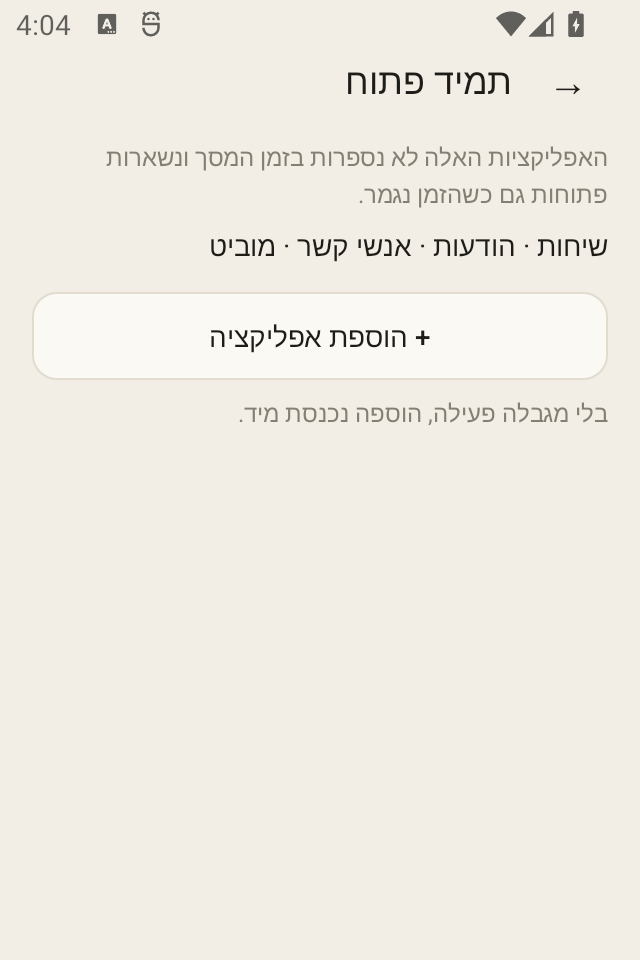 4:04
→ תמיד פתוח
האפליקציות האלה לא נספרות בזמן המסך ונשארות
פתוחות גם כשהזמן נגמר.
שיחות · הודעות · אנשי קשר · מוביט
+ הוספת אפליקציה
בלי מגבלה פעילה, הוספה נכנסת מיד.